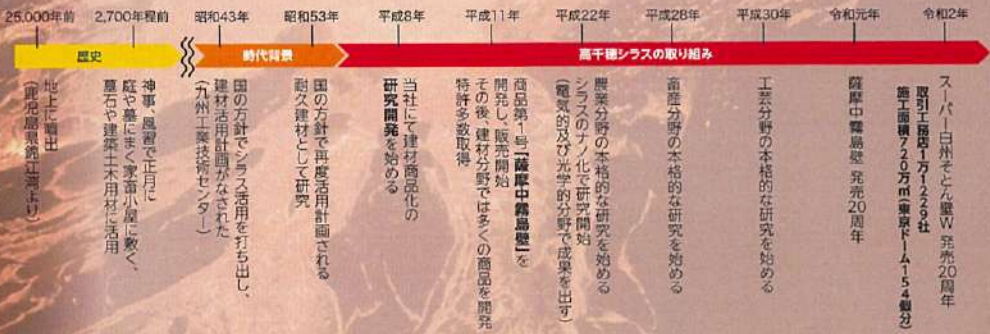 25,000年前
2,700年程前
昭和43年
昭和53年
平成8年
平成11年
平成22年
平成28年
平成30年
令和元年
令和2年
歴史
時代背景
高千穂シラスの取り組み
地上に噴出
(鹿児島県錦江湾より)
神事、風習で正月に
庭や墓にまく家畜小屋に敷く、
墓石や建築土木用材に活用
国の方針でシラス活用を打ち出し、
建材活用計画がなされた
(九州工業技術センター)
国の方針で再度活用計画される
耐久建材として研究
当社にて建材商品化の
研究開発を始める
商品第1号「薩摩中霧島壁」を
開発し、販売開始
その後、建材分野では多くの商品を開発
特許多数取得
農業分野の本格的な研究を始める
シラスのナノ化で研究開始
(電気的及び光学的分野で成果を出す)
畜産分野の本格的な研究を始める
工芸分野の本格的な研究を始める
薩摩中霧島壁 発売20周年
スーパー白州そとん壁W 発売20周年
取引工務店1万1229社
施工面積720万㎡(東京ドーム154個分)